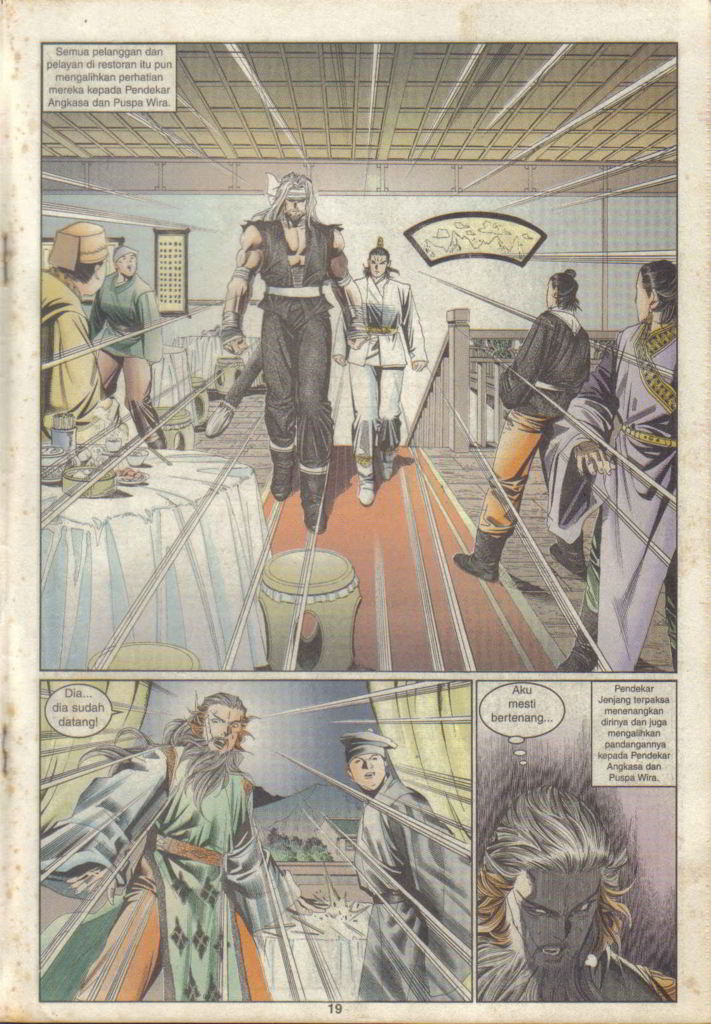 Semua pelanggan dan
pelayan di restoran itu pun
mengalihkan perhatian
mereka kepada Pendekar
Angkasa dan Puspa Wira.
Dia...
dia sudah
datang!
Aku
mesti
bertenang...
Pendekar
Jenjang terpaksa
menenangkan
dirinya dan juga
mengalihkan
pandangannya
kepada Pendekar
Angkasa dan
Puspa Wira.
19